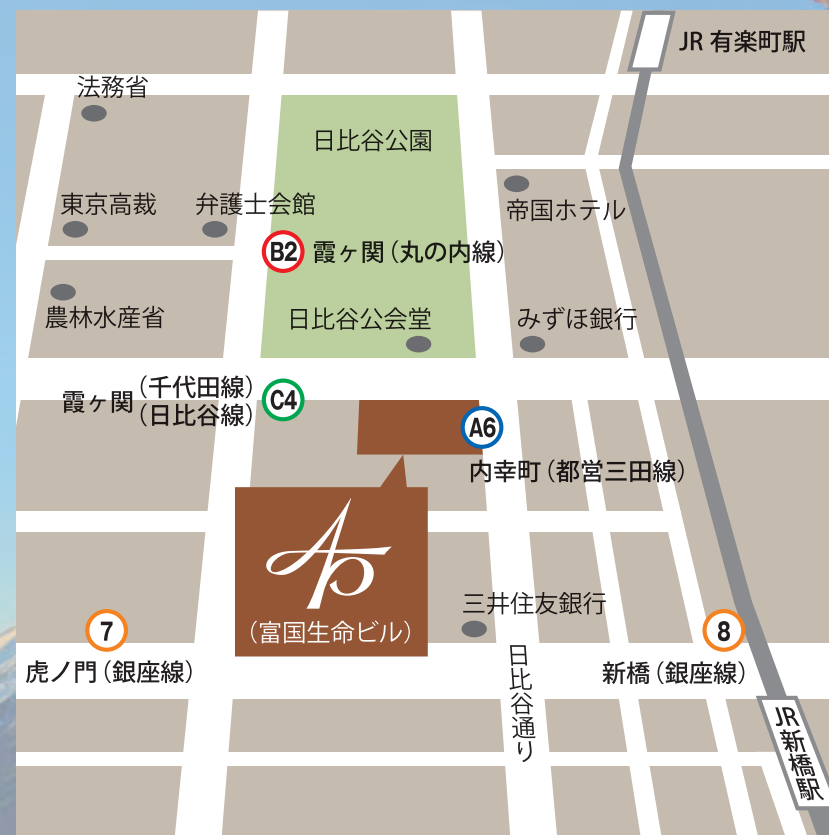 JR 有楽町駅
法務省
日比谷公園
東京高裁
弁護士会館
帝国ホテル
B2
霞ヶ関（丸の内線）
農林水産省
日比谷公会堂
みずほ銀行
霞ヶ関
（千代田線）
（日比谷線）
C4
A6
内幸町（都営三田線）
AP
（富国生命ビル）
三井住友銀行
7
虎ノ門（銀座線）
日比谷通り
8
新橋（銀座線）
JR新橋駅